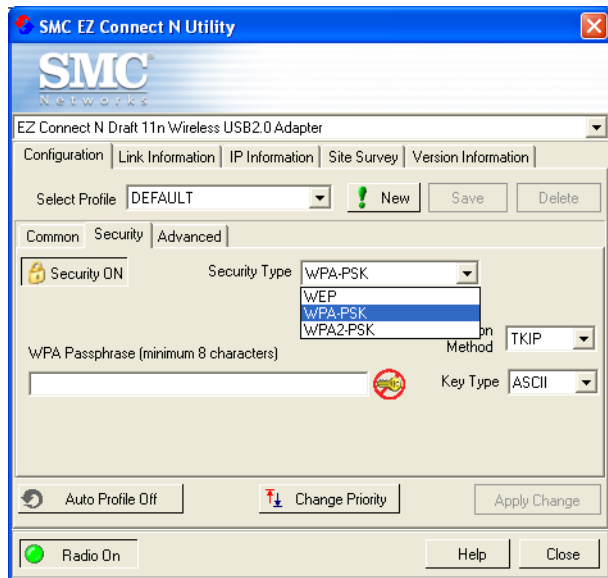 SMC EZ Connect N Utility
SMC
Networks
EZ Connect N Draft 11n Wireless USB2.0 Adapter
Configuration Link Information IP Information Site Survey Version Information
Select Profile DEFAULT New Save Delete
Common Security Advanced
Security ON Security Type WPA-PSK
WEP
WPA-PSK
WPA2-PSK
Method TKIP
WPA Passphrase (minimum 8 characters)
Key Type ASCII
Auto Profile Off Change Priority Apply Change
Radio On Help Close